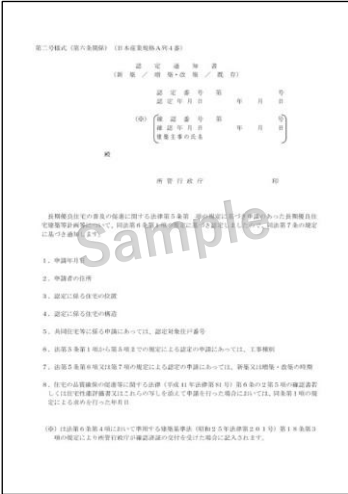 第二号様式(第六条関係)(日本産業規格A列4番)
認 定 通 知 書
(新 築 / 増 築・改 築 / 既 存)
認 定 番 号 第 号
認 定 年 月 日 年 月 日
(※) 確 認 番 号 第 号
確 認 年 月 日 年 月 日
建 築 主 事 の 氏 名
殿
所 管 行 政 庁 印
長期優良住宅の普及の促進に関する法律第5条第 項の規定に基づき申請のあった長期優良住
宅建築等計画等について、同法第6条第1項の規定に基づき認定しましたので、同法第7条の規定
に基づき通知します。
Sample
1.申請年月日
2.申請者の住所
3.認定に係る住宅の位置
4.認定に係る住宅の構造
5.共同住宅等に係る申請にあっては、認定対象住戸番号
6.法第5条第1項から第5項までの規定による認定の申請にあっては、工事種別
7.法第5条第6項又は第7項の規定による認定の申請にあっては、新築又は増築・改築の時期
8.住宅の品質確保の促進等に関する法律(平成11年法律第81号)第6条の2第5項の確認書若
しくは住宅性能評価書又はこれらの写しを添えて申請を行った場合においては、同条第1項の規
定による求めを行った年月日
(※)は法第6条第4項において準用する建築基準法(昭和25年法律第201号)第18条第3
項の規定により所管行政庁が確認済証の交付を受けた場合に記入されます。